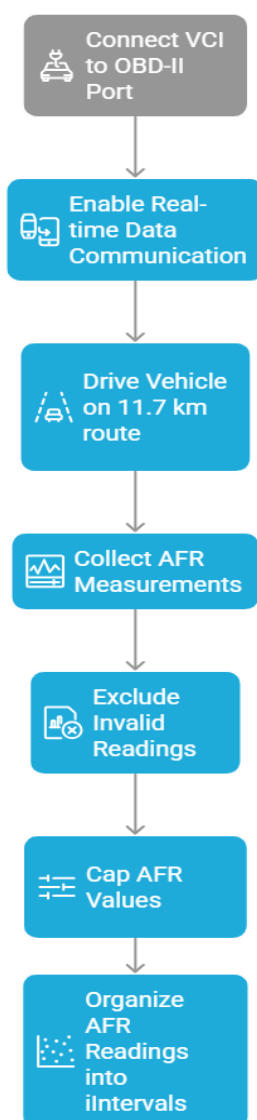 Connect VCI
to OBD-II
Port
Enable Real-
time Data
Communication
Drive Vehicle
on 11.7 km
route
Collect AFR
Measurements
Exclude
Invalid
Readings
Cap AFR
Values
Organize
AFR
Readings
into
iIntervals